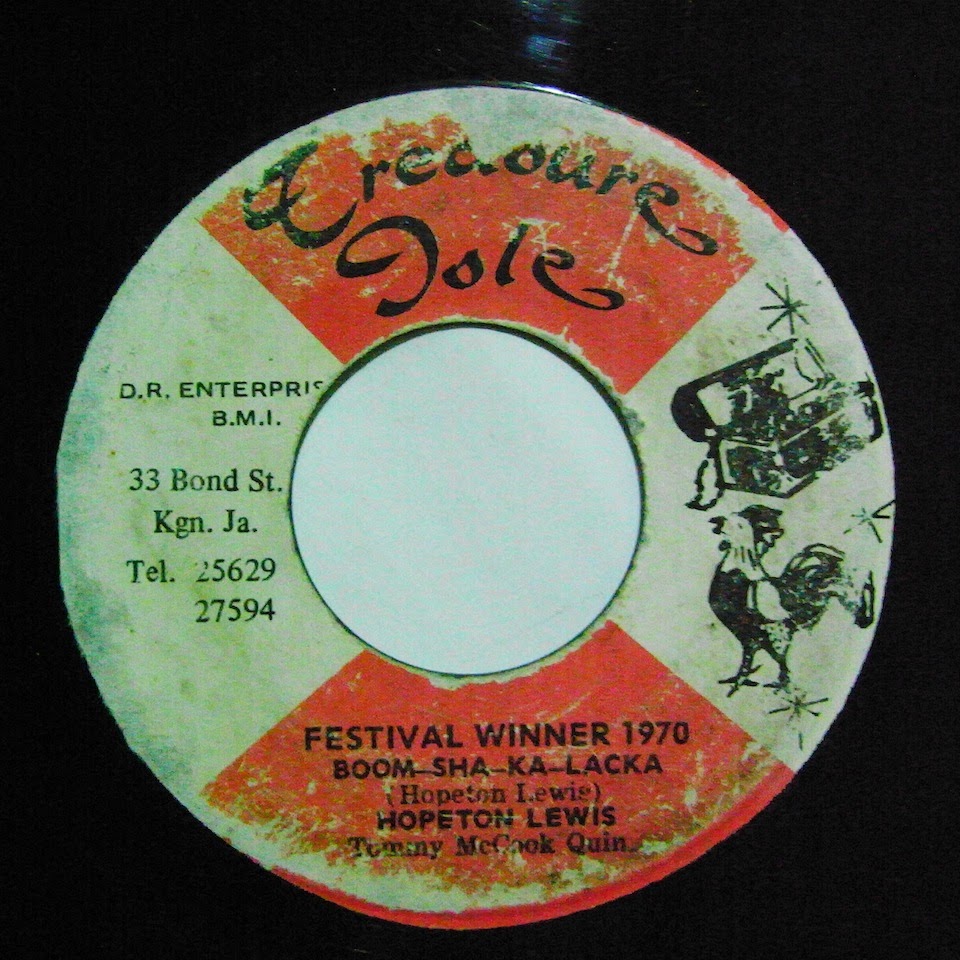 Treasure
Isle
D.R. ENTERPRIS
B.M.I.
33 Bond St.
Kgn. Ja.
Tel. 25629
27594
FESTIVAL WINNER 1970
BOOM-SHA-KA-LACKA
(Hopeton Lewis)
HOPETON LEWIS
Tommy McCook Quin